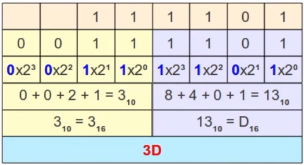 1 1 1 1 0 1
0 0 1 1 1 1 0 1
0x2³ 0x2² 1x2¹ 1x2⁰ 1x2³ 1x2² 0x2¹ 1x2⁰
0 + 0 + 2 + 1 = 3₁₀ 8 + 4 + 0 + 1 = 13₁₀
3₁₀ = 3₁₆ 13₁₀ = D₁₆
3D